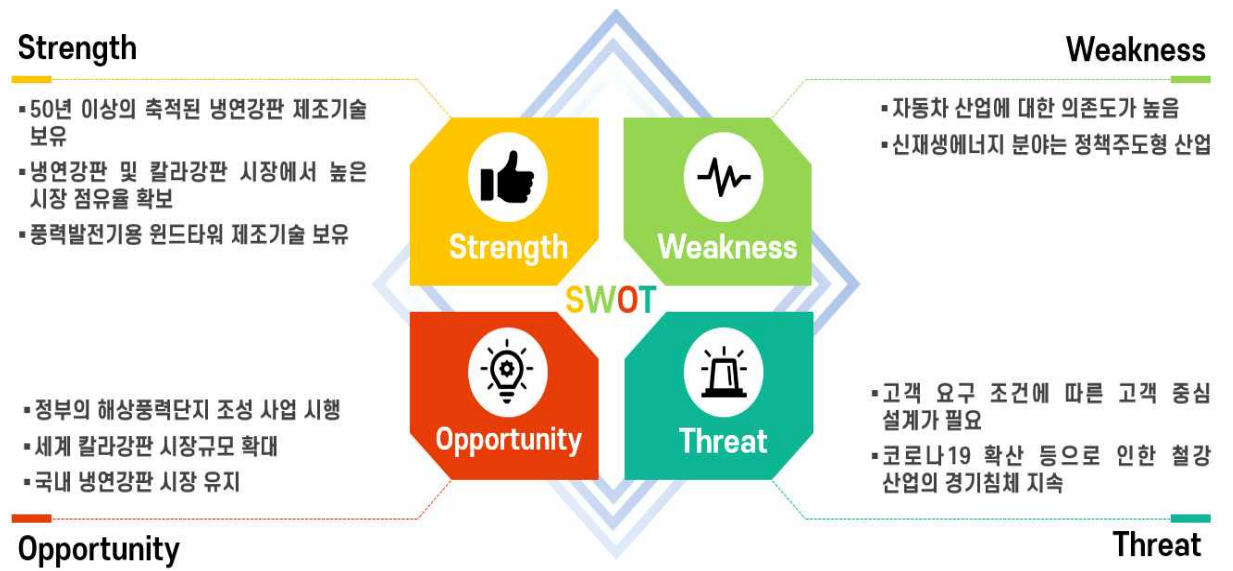 Strength
▪50년 이상의 축적된 냉연강판 제조기술
보유
▪냉연강판 및 칼라강판 시장에서 높은
시장 점유율 확보
▪풍력발전기용 윈드타워 제조기술 보유
Weakness
▪자동차 산업에 대한 의존도가 높음
▪신재생에너지 분야는 정책주도형 산업
Strength
Weakness
SWOT
Opportunity
Threat
▪정부의 해상풍력단지 조성 사업 시행
▪세계 칼라강판 시장규모 확대
▪국내 냉연강판 시장 유지
Opportunity
▪고객 요구 조건에 따른 고객 중심
설계가 필요
▪코로나19 확산 등으로 인한 철강
산업의 경기침체 지속
Threat